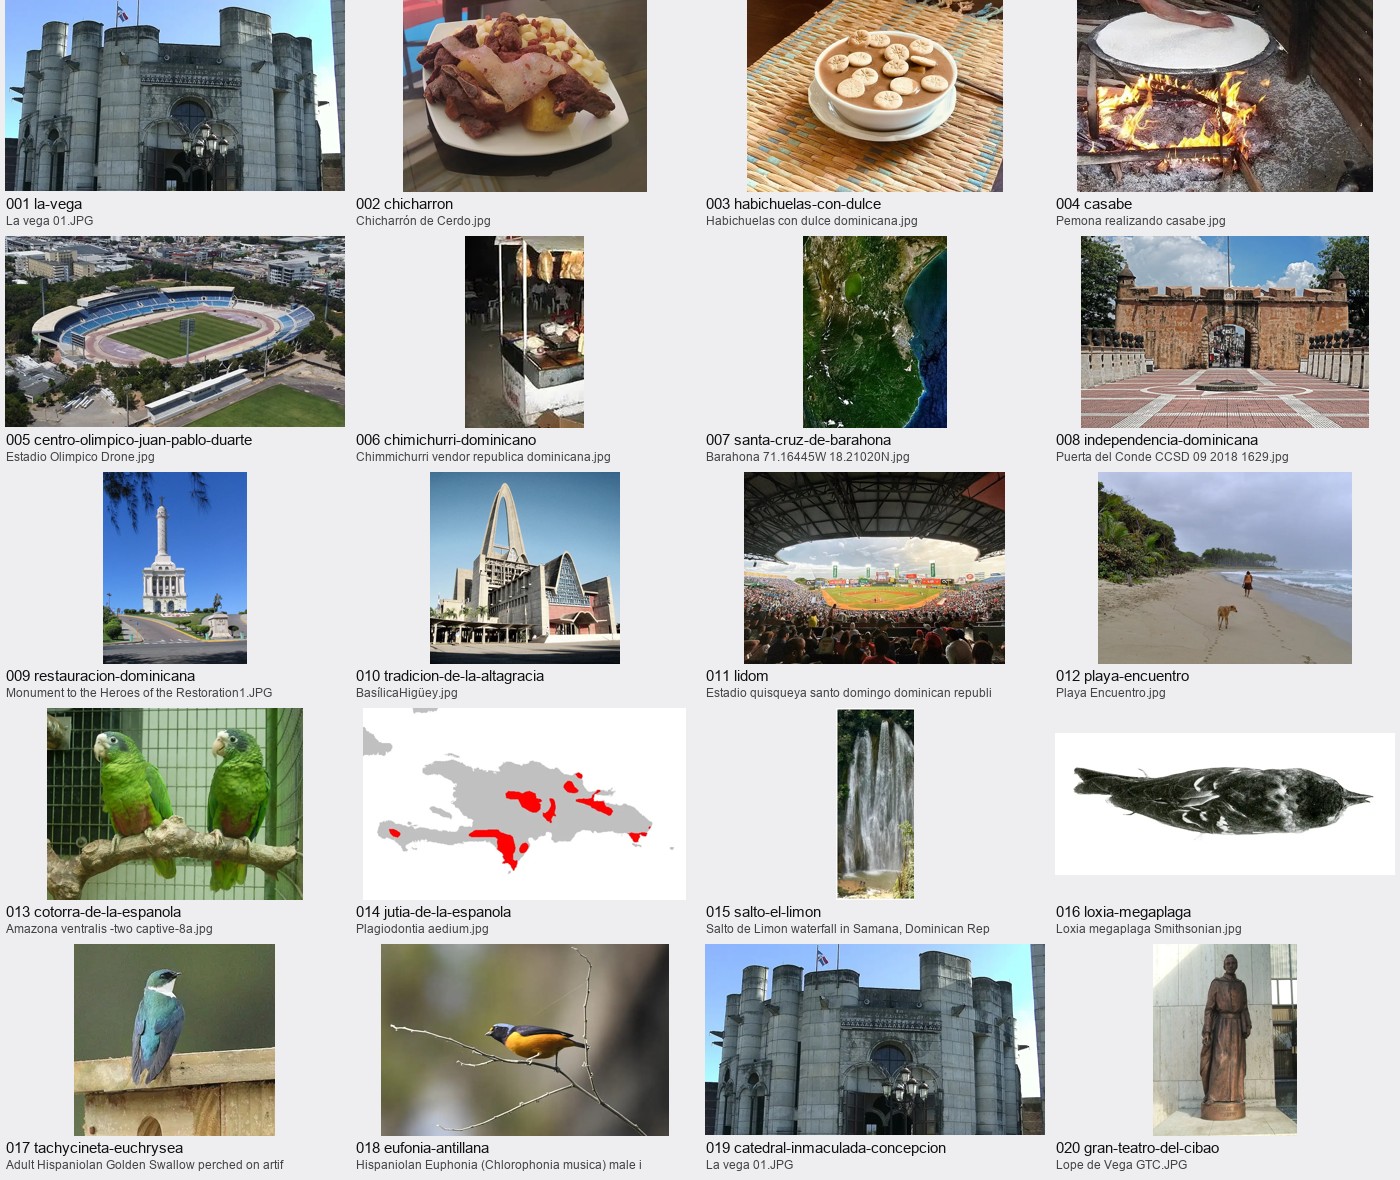 001 la-vega
La vega 01.JPG
002 chicharron
Chicharrón de Cerdo.jpg
003 habichuelas-con-dulce
Habichuelas con dulce dominicana.jpg
004 casabe
Pemona realizando casabe.jpg
005 centro-olimpico-juan-pablo-duarte
Estadio Olimpico Drone.jpg
006 chimichurri-dominicano
Chimmichurri vendor republica dominicana.jpg
007 santa-cruz-de-barahona
Barahona 71.16445W 18.21020N.jpg
008 independencia-dominicana
Puerta del Conde CCSD 09 2018 1629.jpg
009 restauracion-dominicana
Monument to the Heroes of the Restoration1.JPG
010 tradicion-de-la-altagracia
BasílicaHigüey.jpg
011 lidom
Estadio quisqueya santo domingo dominican republi
012 playa-encuentro
Playa Encuentro.jpg
013 cotorra-de-la-espanola
Amazona ventralis -two captive-8a.jpg
014 jutia-de-la-espanola
Plagiodontia aedium.jpg
015 salto-el-limon
Salto de Limon waterfall in Samana, Dominican Rep
016 loxia-megaplaga
Loxia megaplaga Smithsonian.jpg
017 tachycineta-euchrysea
Adult Hispaniolan Golden Swallow perched on artif
018 eufonia-antillana
Hispaniolan Euphonia (Chlorophonia musica) male i
019 catedral-inmaculada-concepcion
La vega 01.JPG
020 gran-teatro-del-cibao
Lope de Vega GTC.JPG